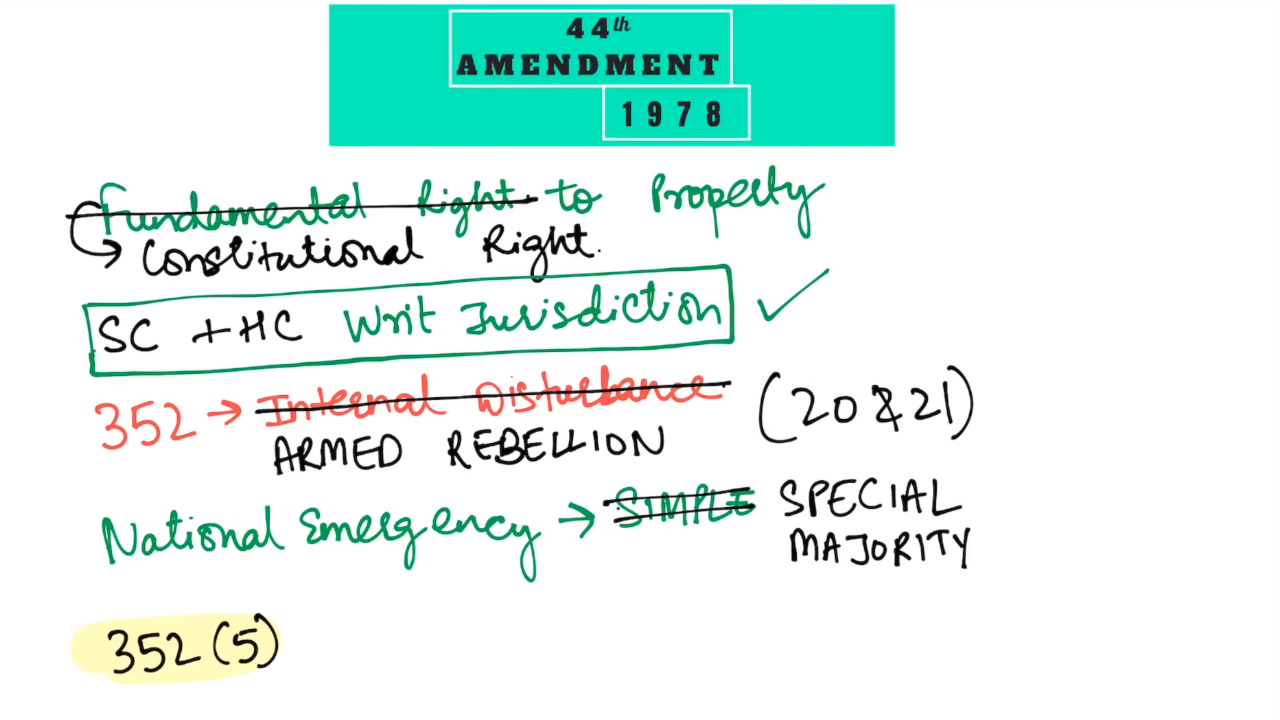 44th
AMENDMENT
1978
Fundamental Right to Property
→ Constitutional Right.
SC + HC Writ Jurisdiction ✓
352 → Internal Disturbance (20 & 21)
ARMED REBELLION
National Emergency → SIMPLE SPECIAL
MAJORITY
352 (5)